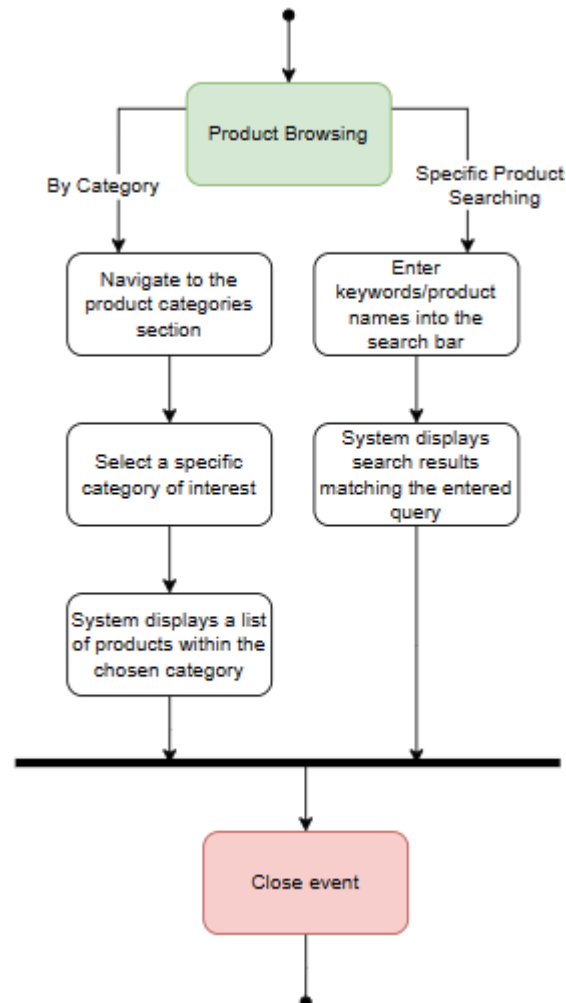 Product Browsing
By Category
Specific Product
Searching
Navigate to the
product categories
section
Enter
keywords/product
names into the
search bar
Select a specific
category of interest
System displays
search results
matching the entered
query
System displays a list
of products within the
chosen category
Close event